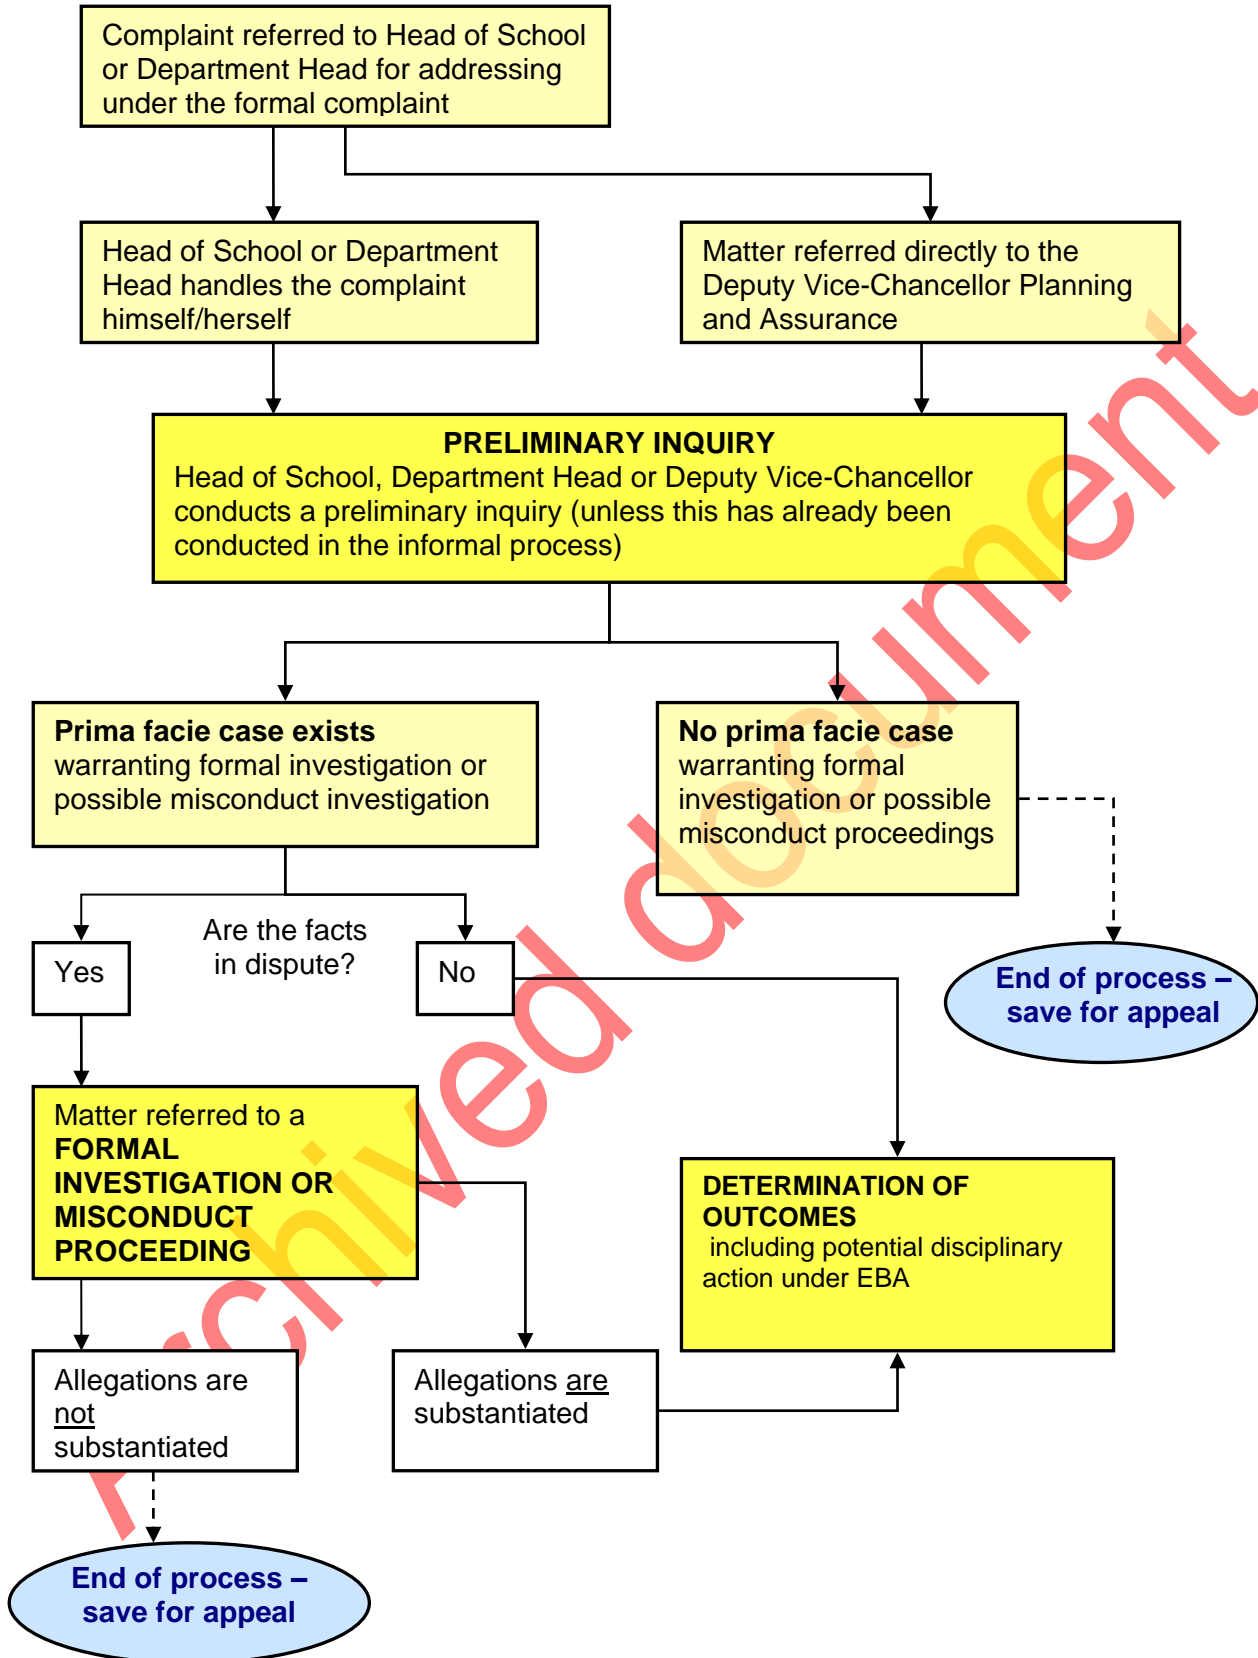 Complaint referred to Head of School
or Department Head for addressing
under the formal complaint
Head of School or Department
Head handles the complaint
himself/herself
Matter referred directly to the
Deputy Vice-Chancellor Planning
and Assurance
PRELIMINARY INQUIRY
Head of School, Department Head or Deputy Vice-Chancellor
conducts a preliminary inquiry (unless this has already been
conducted in the informal process)
Prima facie case exists
warranting formal investigation or
possible misconduct investigation
No prima facie case
warranting formal
investigation or possible
misconduct proceedings
Are the facts
in dispute?
Yes
No
End of process –
save for appeal
Matter referred to a
FORMAL
INVESTIGATION OR
MISCONDUCT
PROCEEDING
DETERMINATION OF
OUTCOMES
including potential disciplinary
action under EBA
Allegations are
not
substantiated
Allegations are
substantiated
End of process –
save for appeal
Archived document